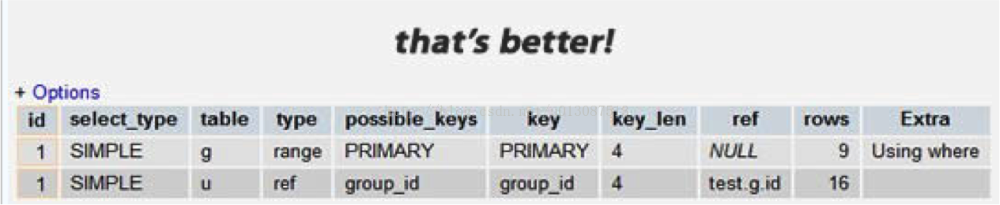 that's better!
+ Options
id select_type table type possible_keys key key_len ref rows Extra
1 SIMPLE g range PRIMARY PRIMARY 4 NULL 9 Using where
1 SIMPLE u ref group_id group_id 4 test.g.id 16